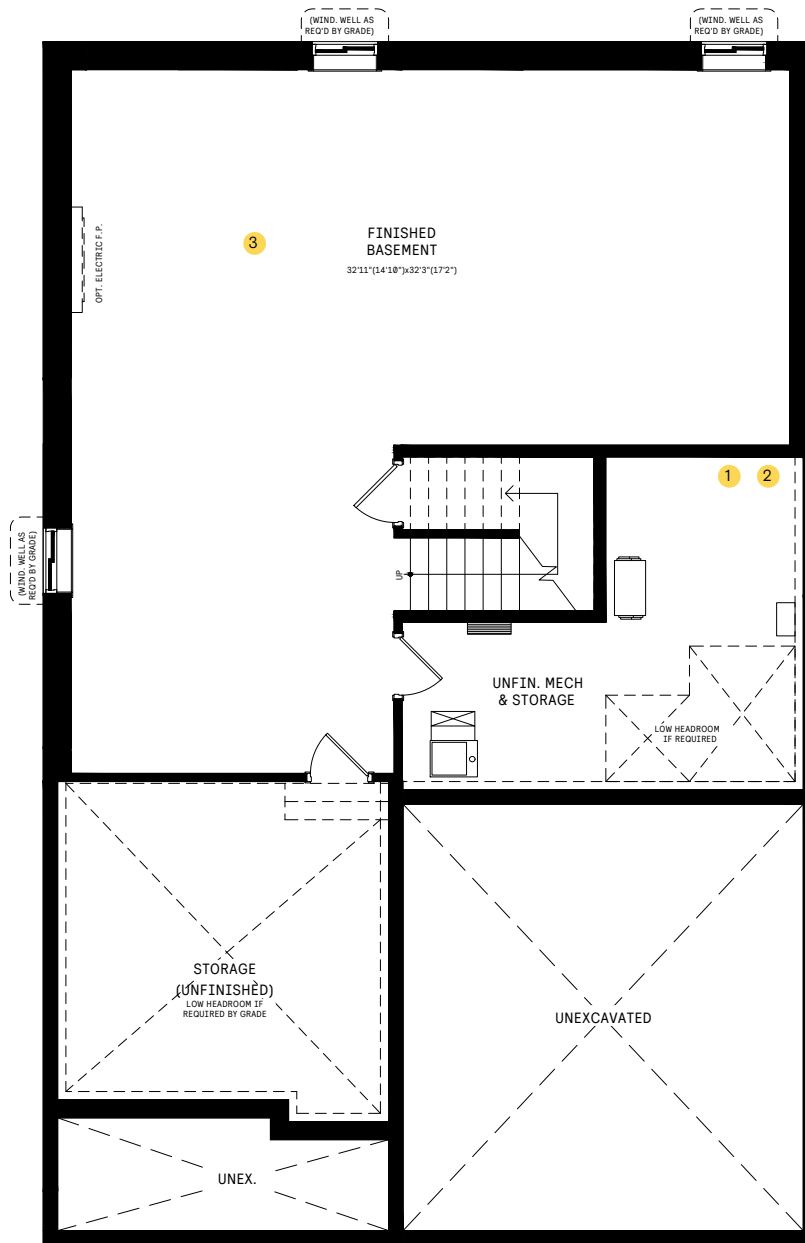 (WIND. WELL AS
REQ'D BY GRADE)
(WIND. WELL AS
REQ'D BY GRADE)
3
FINISHED
BASEMENT
32'11"(14'10")x32'3"(17'2")
OPT. ELECTRIC F.P.
1
2
(WIND. WELL AS
REQ'D BY GRADE)
UP
UNFIN. MECH
& STORAGE
LOW HEADROOM
IF REQUIRED
STORAGE
(UNFINISHED)
LOW HEADROOM IF
REQUIRED BY GRADE
UNEXCAVATED
UNEX.